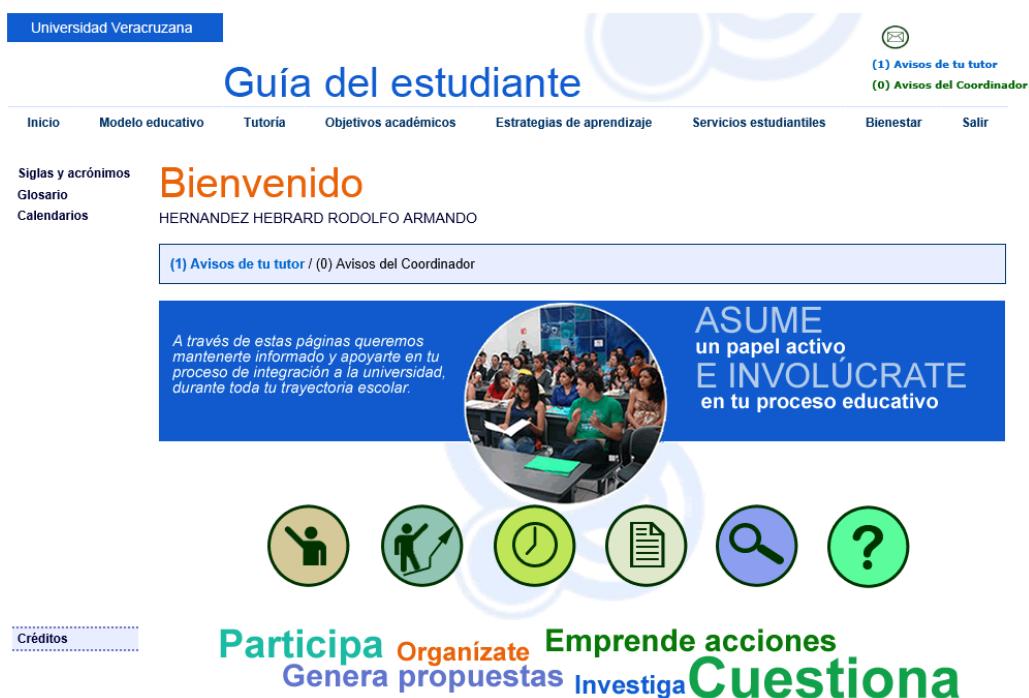 Universidad Veracruzana
Guía del estudiante
(1) Avisos de tu tutor
(0) Avisos del Coordinador
Inicio Modelo educativo Tutoría Objetivos académicos Estrategias de aprendizaje Servicios estudiantiles Bienestar Salir
Siglas y acrónimos
Glosario
Calendarios
Bienvenido
HERNANDEZ HEBRARD RODOLFO ARMANDO
(1) Avisos de tu tutor / (0) Avisos del Coordinador
A través de estas páginas queremos
mantenerte informado y apoyarte en tu
proceso de integración a la universidad,
durante toda tu trayectoria escolar.
ASUME
un papel activo
E INVOLÚCRATE
en tu proceso educativo
?
Créditos
Participa Organízate Emprende acciones
Genera propuestas Investiga Cuestiona